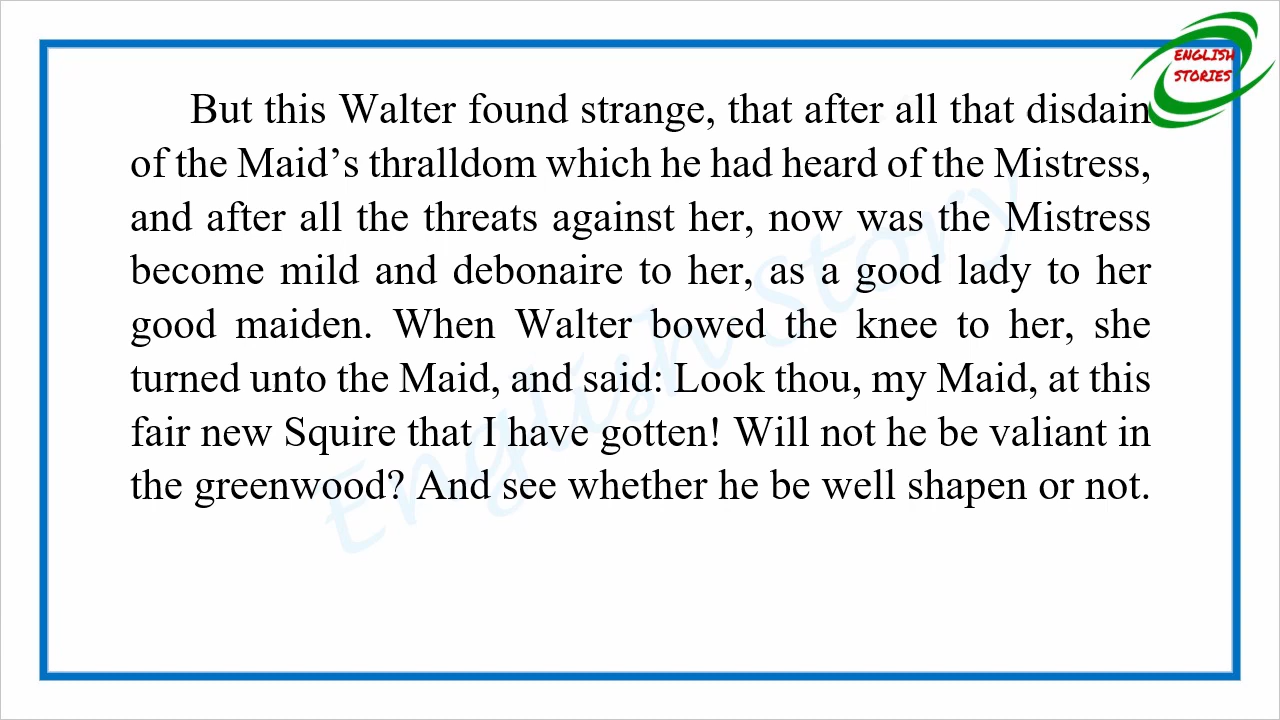 ENGLISH
STORIES
But this Walter found strange, that after all that disdain
of the Maid’s thralldom which he had heard of the Mistress,
and after all the threats against her, now was the Mistress
become mild and debonaire to her, as a good lady to her
good maiden. When Walter bowed the knee to her, she
turned unto the Maid, and said: Look thou, my Maid, at this
fair new Squire that I have gotten! Will not he be valiant in
the greenwood? And see whether he be well shapen or not.
English Story